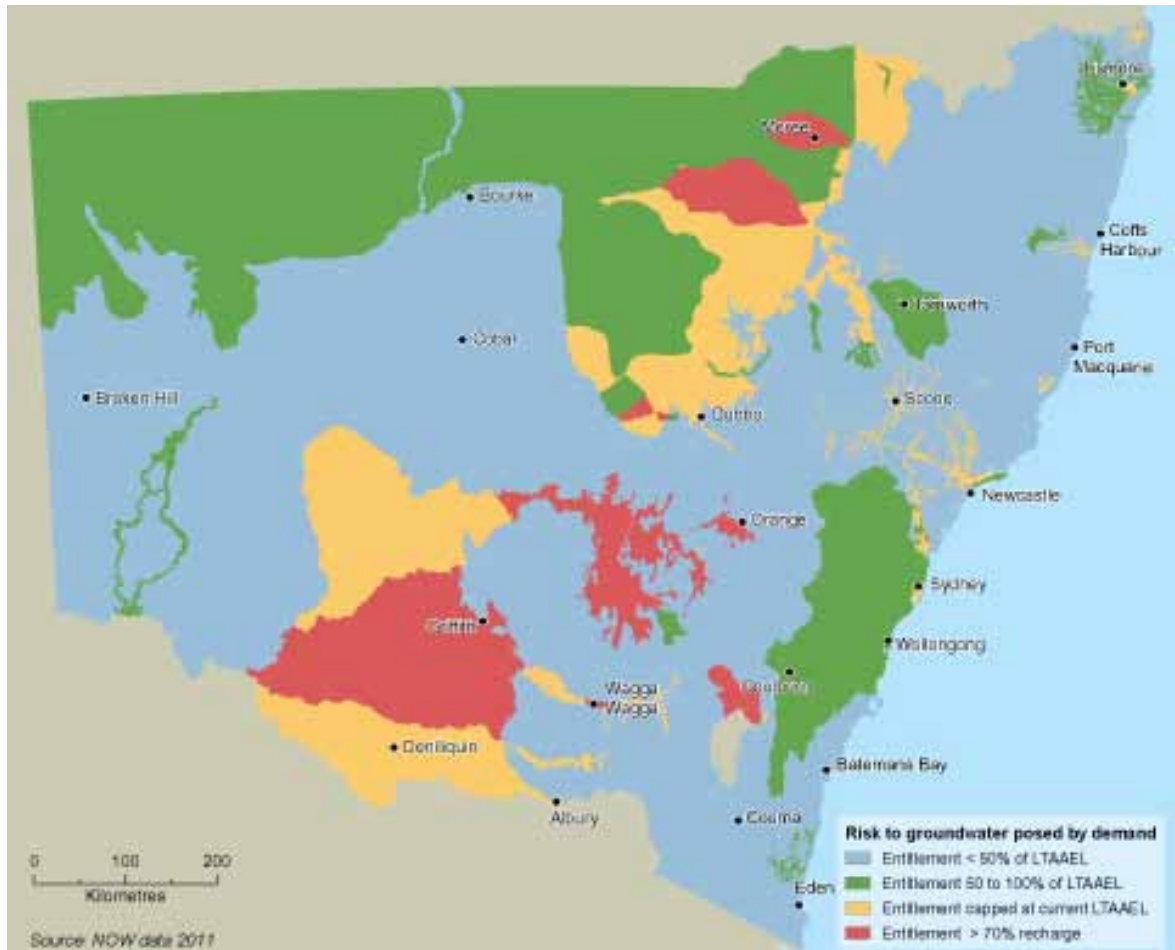 Lismore
Moree
Bourke
Coffs
Harbour
Tamworth
Cobar
Port
Macquarie
Broken Hill
Scone
Dubbo
Newcastle
Orange
Sydney
Griffith
Wollongong
Wagga
Wagga
Goulburn
Deniliquin
Batemans Bay
Albury
Cooma
Eden
Risk to groundwater posed by demand
Entitlement < 50% of LTAAEL
Entitlement 50 to 100% of LTAAEL
Entitlement capped at current LTAAEL
Entitlement > 70% recharge
0 100 200
Kilometres
Source: NOW data 2011